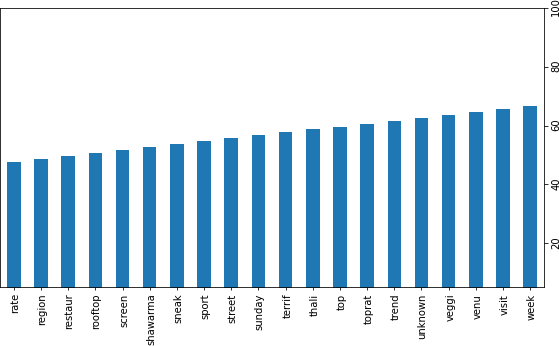 100
80
60
40
20
rate
region
restaur
rooftop
screen
shawarma
sneak
sport
street
sunday
terrif
thali
top
toprat
trend
unknown
veggi
venu
visit
week